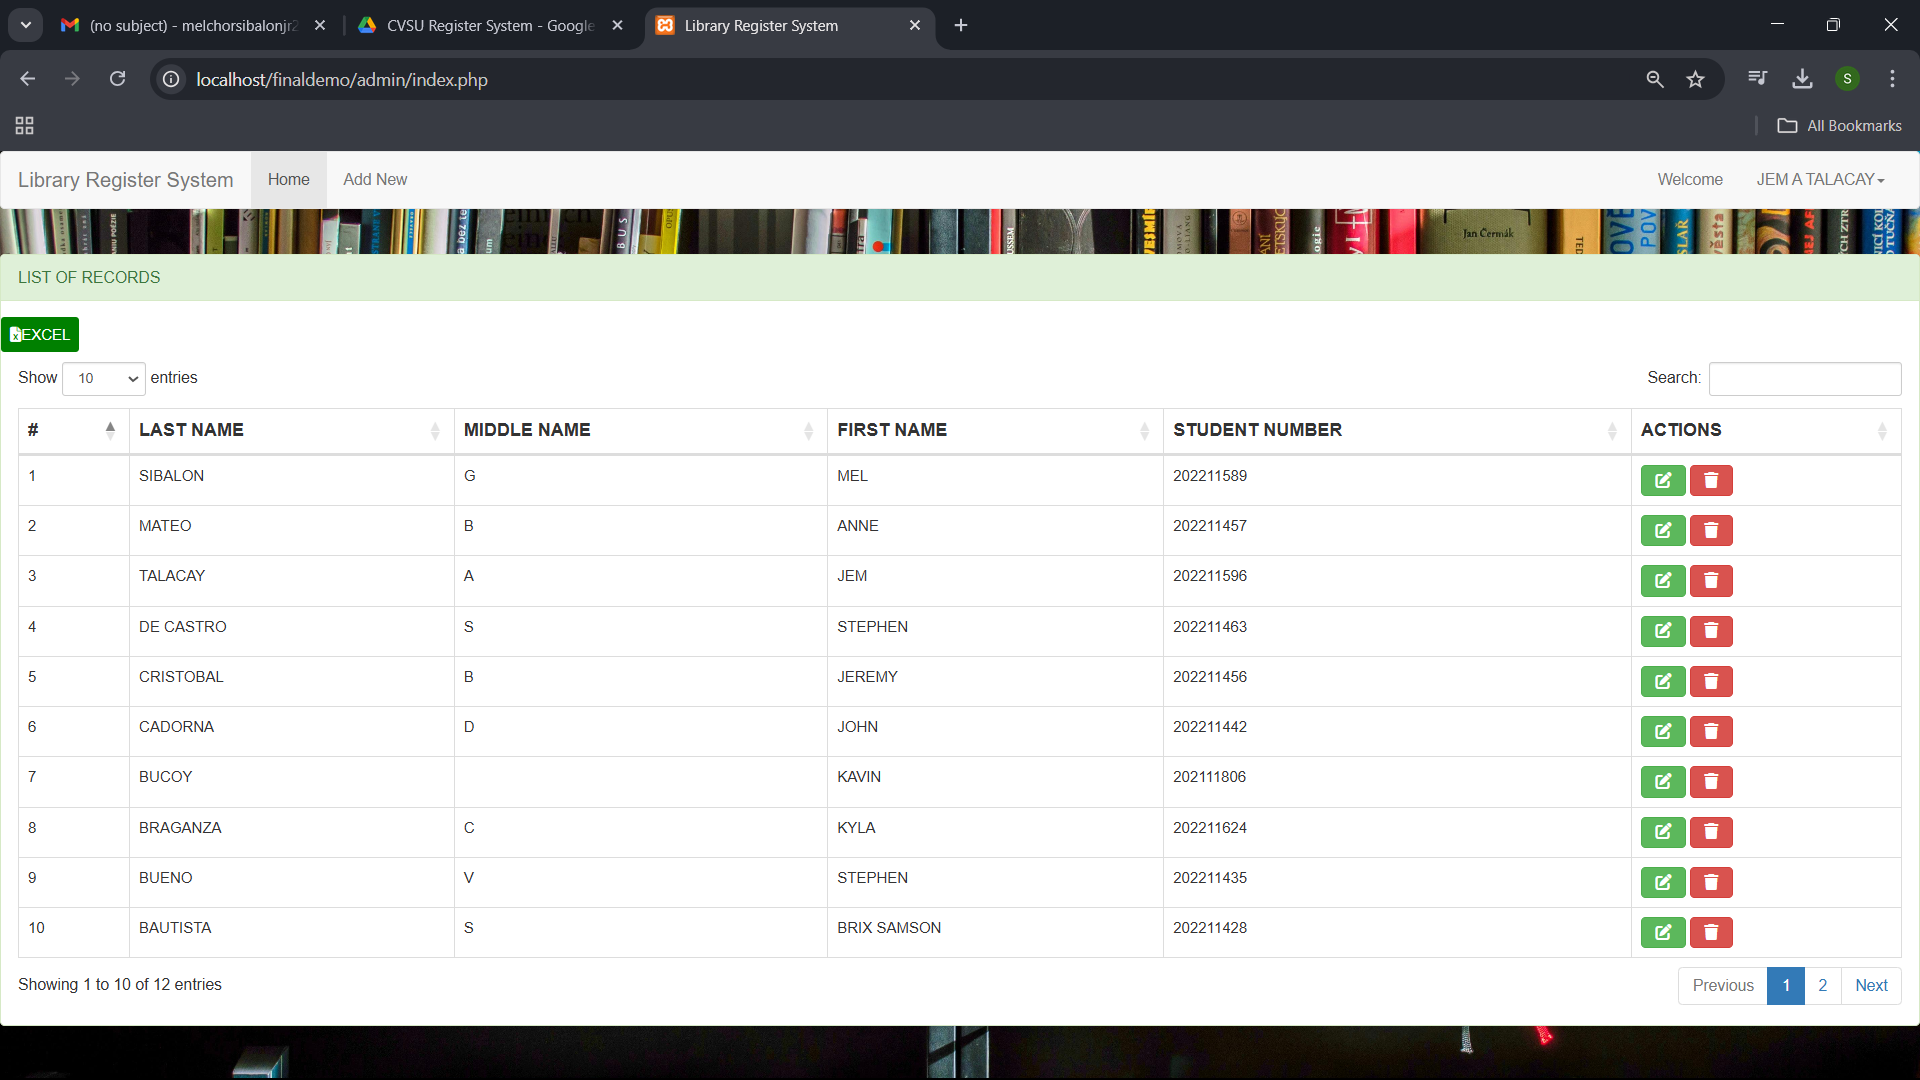 (no subject) - melchorsibalonjr2
CVSU Register System - Google
Library Register System
localhost/finaldemo/admin/index.php
S
All Bookmarks
Library Register System
Home
Add New
Welcome
JEM A TALACAY
Jan Čermák
LIST OF RECORDS
EXCEL
Show 10 entries
Search:
# LAST NAME MIDDLE NAME FIRST NAME STUDENT NUMBER ACTIONS
1 SIBALON G MEL 202211589
2 MATEO B ANNE 202211457
3 TALACAY A JEM 202211596
4 DE CASTRO S STEPHEN 202211463
5 CRISTOBAL B JEREMY 202211456
6 CADORNA D JOHN 202211442
7 BUCOY KAVIN 202111806
8 BRAGANZA C KYLA 202211624
9 BUENO V STEPHEN 202211435
10 BAUTISTA S BRIX SAMSON 202211428
Showing 1 to 10 of 12 entries
Previous 1 2 Next